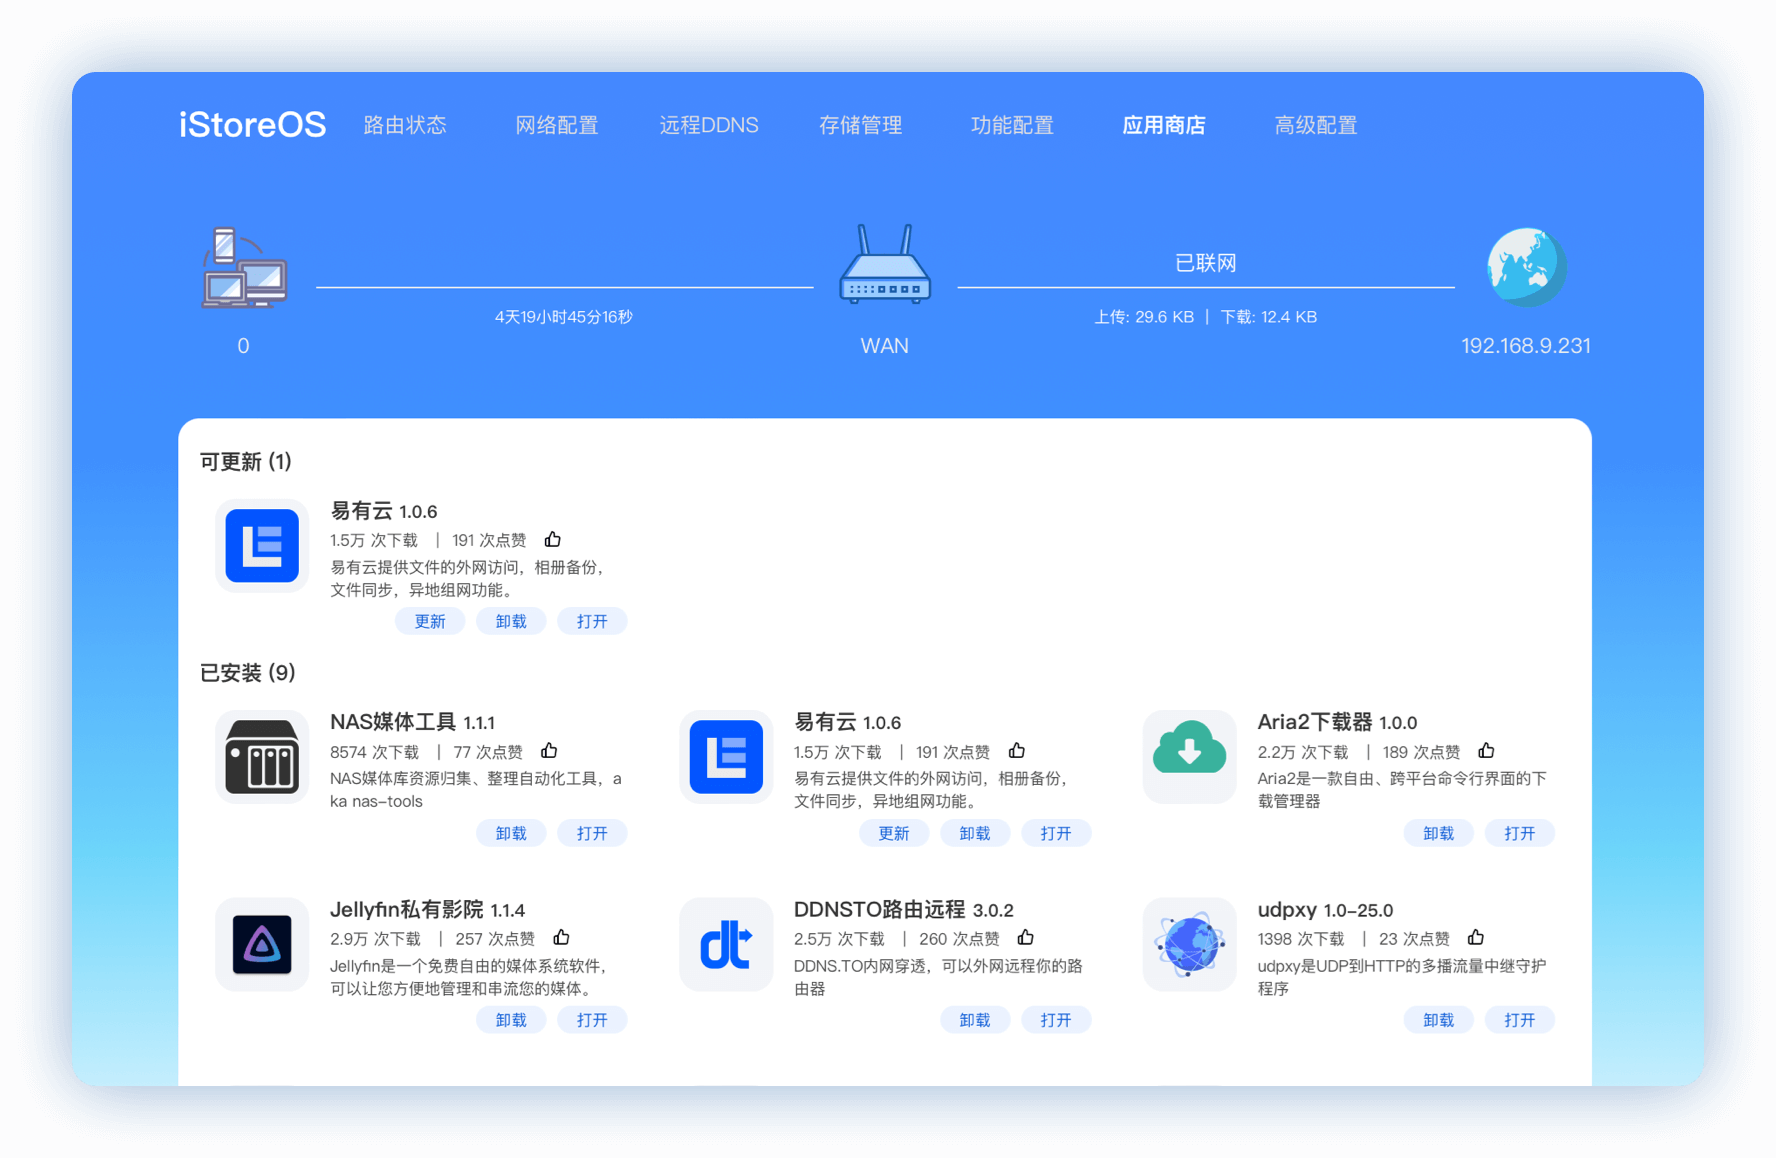 iStoreOS 路由状态 网络配置 远程DDNS 存储管理 功能配置 应用商店 高级配置
已联网
4天19小时45分16秒
上传: 29.6 KB | 下载: 12.4 KB
0
WAN
192.168.9.231
可更新 (1)
易有云 1.0.6
1.5万 次下载 | 191 次点赞
易有云提供文件的外网访问，相册备份，
文件同步，异地组网功能。
更新 卸载 打开
已安装 (9)
NAS媒体工具 1.1.1
8574 次下载 | 77 次点赞
NAS媒体库资源归集、整理自动化工具，a
ka nas-tools
卸载 打开
易有云 1.0.6
1.5万 次下载 | 191 次点赞
易有云提供文件的外网访问，相册备份，
文件同步，异地组网功能。
更新 卸载 打开
Aria2下载器 1.0.0
2.2万 次下载 | 189 次点赞
Aria2是一款自由、跨平台命令行界面的下
载管理器
卸载 打开
Jellyfin私有影院 1.1.4
2.9万 次下载 | 257 次点赞
Jellyfin是一个免费自由的媒体系统软件，
可以让您方便地管理和串流您的媒体。
卸载 打开
DDNSTO路由远程 3.0.2
2.5万 次下载 | 260 次点赞
DDNS.TO内网穿透，可以外网远程你的路
由器
卸载 打开
udpxy 1.0-25.0
1398 次下载 | 23 次点赞
udpxy是UDP到HTTP的多播流量中继守护
程序
卸载 打开